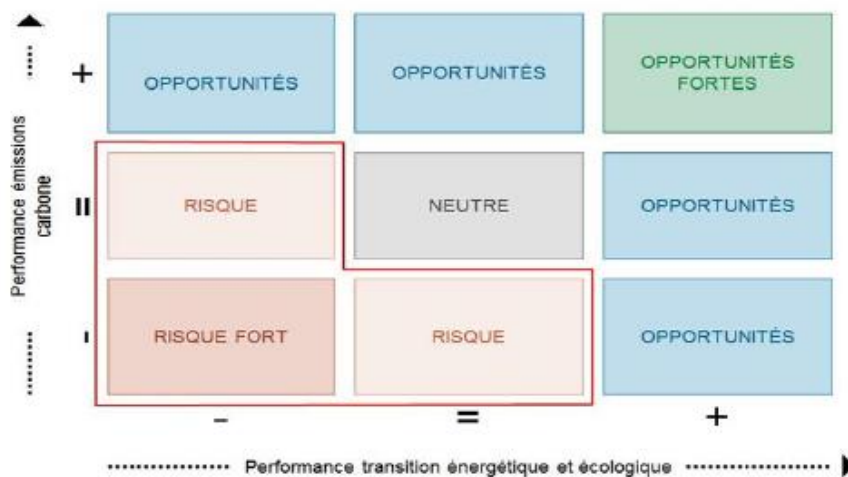 Performance émissions
carbone
+
OPPORTUNITÉS
OPPORTUNITÉS
OPPORTUNITÉS
FORTES
=
RISQUE
NEUTRE
OPPORTUNITÉS
-
RISQUE FORT
RISQUE
OPPORTUNITÉS
-
=
+
Performance transition énergétique et écologique